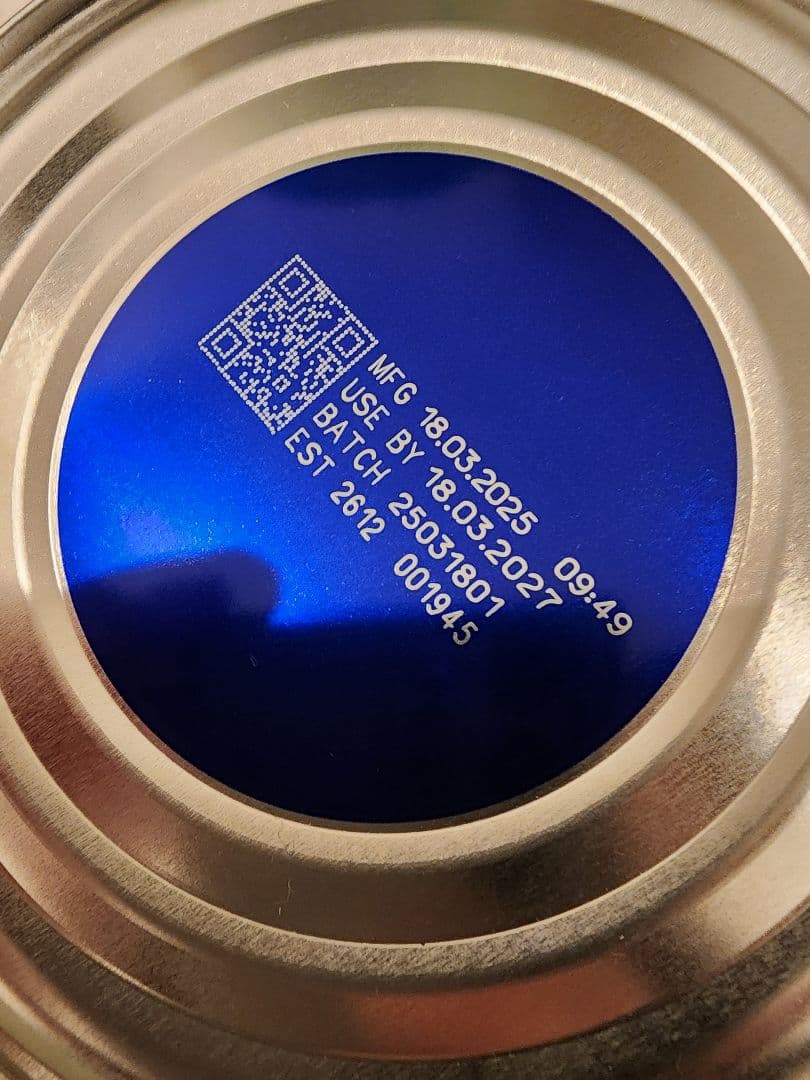 MFG 18.03.2025 09:49
USE BY 18.03.2027
BATCH 25031801
EST 2612 001945